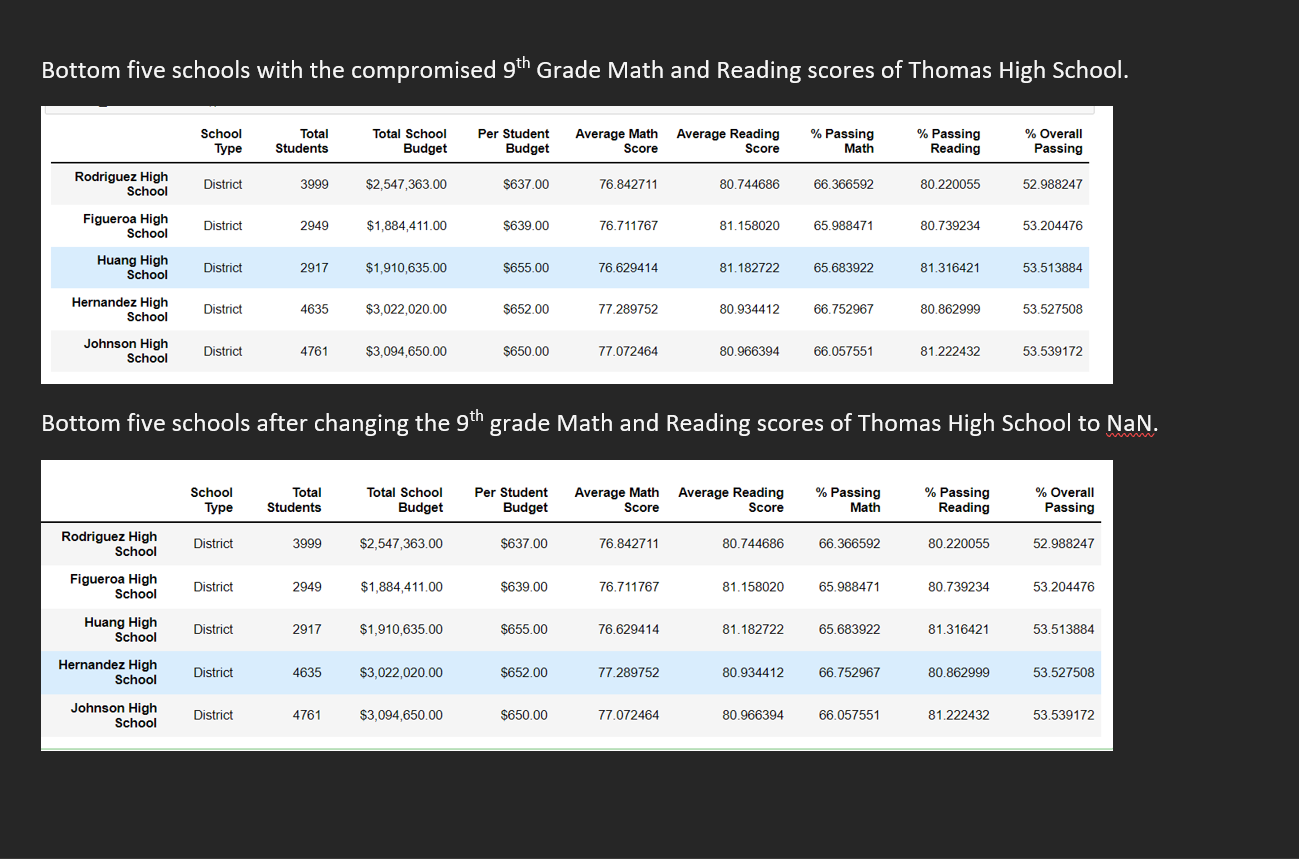 Bottom five schools with the compromised 9th Grade Math and Reading scores of Thomas High School.
School Type Total Students Total School Budget Per Student Budget Average Math Score Average Reading Score % Passing Math % Passing Reading % Overall Passing
Rodriguez High School District 3999 $2,547,363.00 $637.00 76.842711 80.744686 66.366592 80.220055 52.988247
Figueroa High School District 2949 $1,884,411.00 $639.00 76.711767 81.158020 65.988471 80.739234 53.204476
Huang High School District 2917 $1,910,635.00 $655.00 76.629414 81.182722 65.683922 81.316421 53.513884
Hernandez High School District 4635 $3,022,020.00 $652.00 77.289752 80.934412 66.752967 80.862999 53.527508
Johnson High School District 4761 $3,094,650.00 $650.00 77.072464 80.966394 66.057551 81.222432 53.539172
Bottom five schools after changing the 9th grade Math and Reading scores of Thomas High School to NaN.
School Type Total Students Total School Budget Per Student Budget Average Math Score Average Reading Score % Passing Math % Passing Reading % Overall Passing
Rodriguez High School District 3999 $2,547,363.00 $637.00 76.842711 80.744686 66.366592 80.220055 52.988247
Figueroa High School District 2949 $1,884,411.00 $639.00 76.711767 81.158020 65.988471 80.739234 53.204476
Huang High School District 2917 $1,910,635.00 $655.00 76.629414 81.182722 65.683922 81.316421 53.513884
Hernandez High School District 4635 $3,022,020.00 $652.00 77.289752 80.934412 66.752967 80.862999 53.527508
Johnson High School District 4761 $3,094,650.00 $650.00 77.072464 80.966394 66.057551 81.222432 53.539172